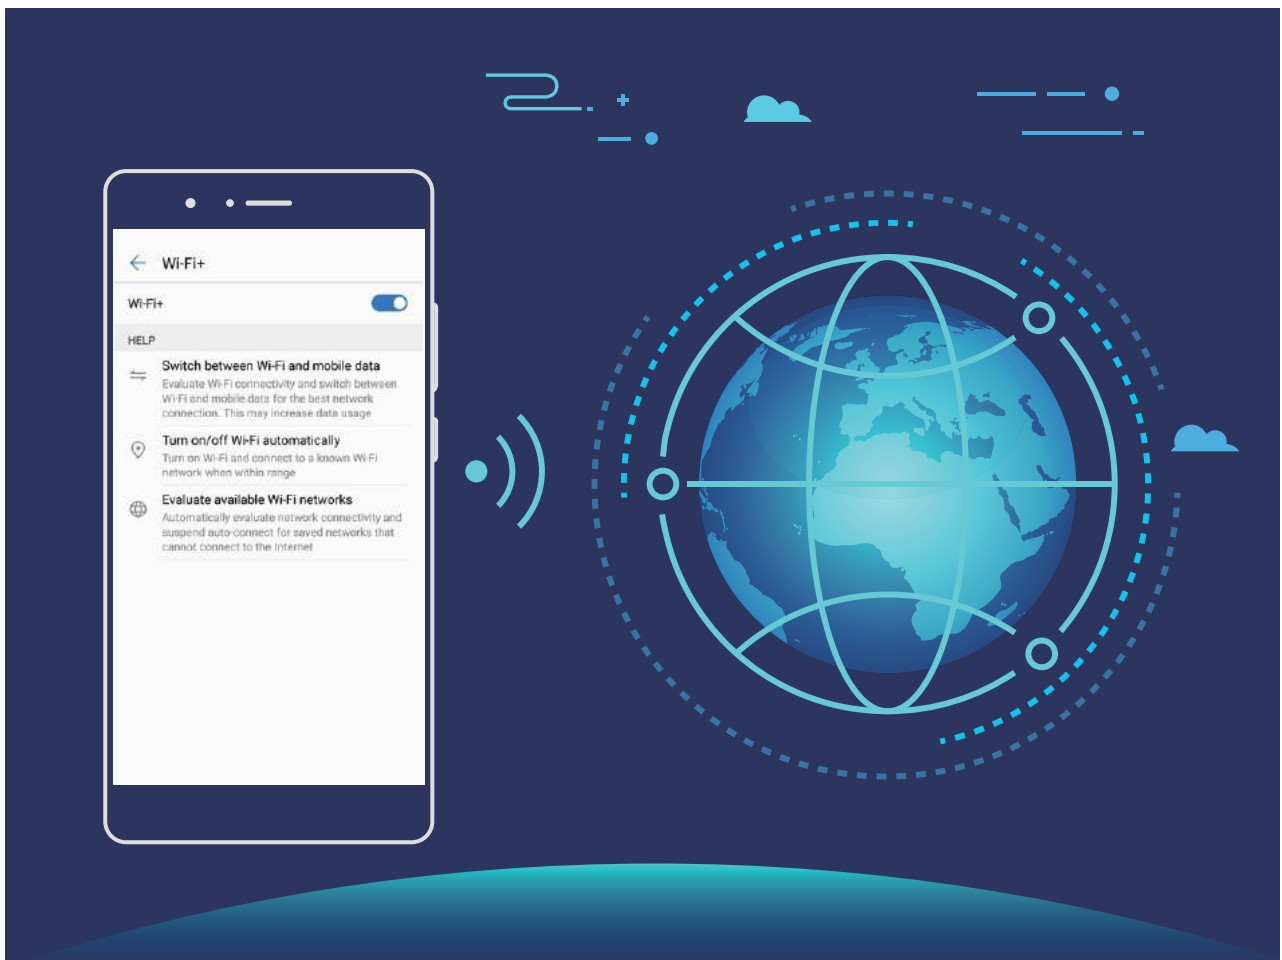 Wi-Fi+
Wi-Fi+
HELP
Switch between Wi-Fi and mobile data
Evaluate Wi-Fi connectivity and switch between
Wi-Fi and mobile data for the best network
connection. This may increase data usage
Turn on/off Wi-Fi automatically
Turn on Wi-Fi and connect to a known Wi-Fi
network when within range
Evaluate available Wi-Fi networks
Automatically evaluate network connectivity and
suspend auto-connect for saved networks that
cannot connect to the Internet